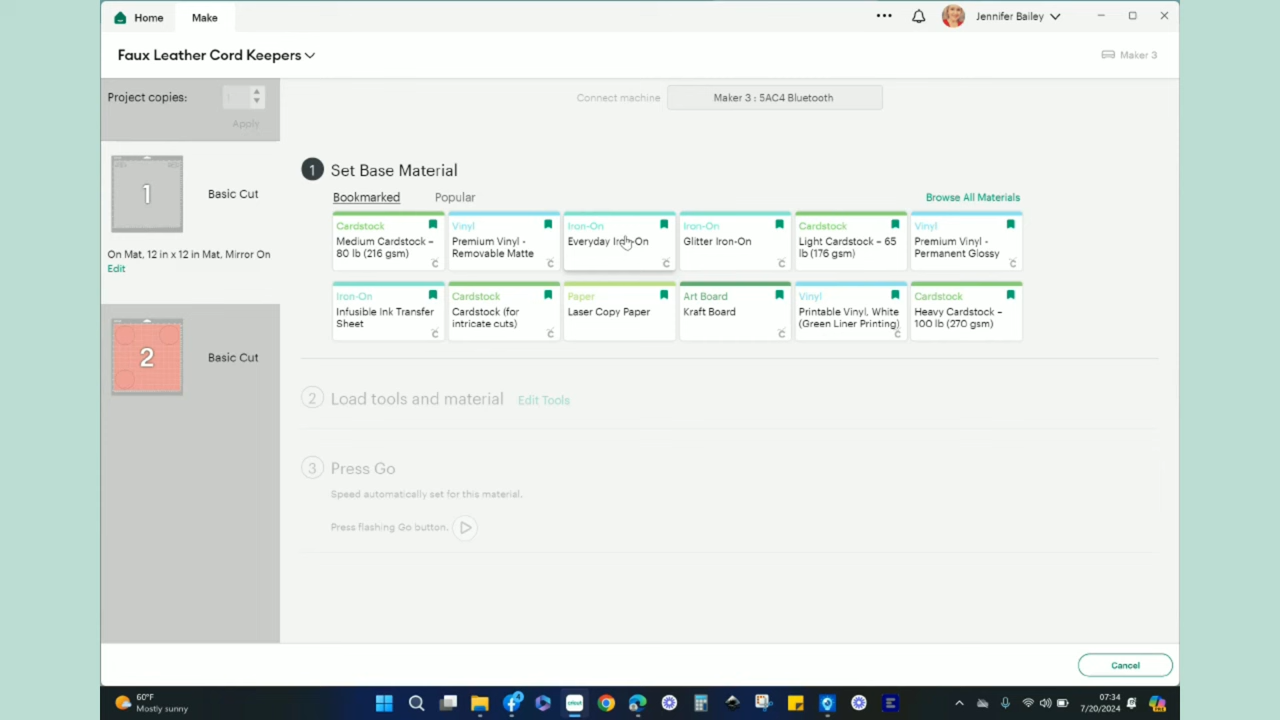 Home
Make
Jennifer Bailey
Faux Leather Cord Keepers
Maker 3
Project copies:
1
Apply
Connect machine
Maker 3 : 5AC4 Bluetooth
1
Basic Cut
On Mat, 12 in x 12 in Mat, Mirror On
Edit
2
Basic Cut
1 Set Base Material
Bookmarked
Popular
Browse All Materials
Cardstock
Medium Cardstock –
80 lb (216 gsm)
Vinyl
Premium Vinyl -
Removable Matte
Iron-On
Everyday Iron-On
Iron-On
Glitter Iron-On
Cardstock
Light Cardstock – 65
lb (176 gsm)
Vinyl
Premium Vinyl -
Permanent Glossy
Iron-On
Infusible Ink Transfer
Sheet
Cardstock
Cardstock (for
intricate cuts)
Paper
Laser Copy Paper
Art Board
Kraft Board
Vinyl
Printable Vinyl, White
(Green Liner Printing)
Cardstock
Heavy Cardstock –
100 lb (270 gsm)
2 Load tools and material
Edit Tools
3 Press Go
Speed automatically set for this material.
Press flashing Go button.
Cancel
60°F
Mostly sunny
07:34
7/20/2024